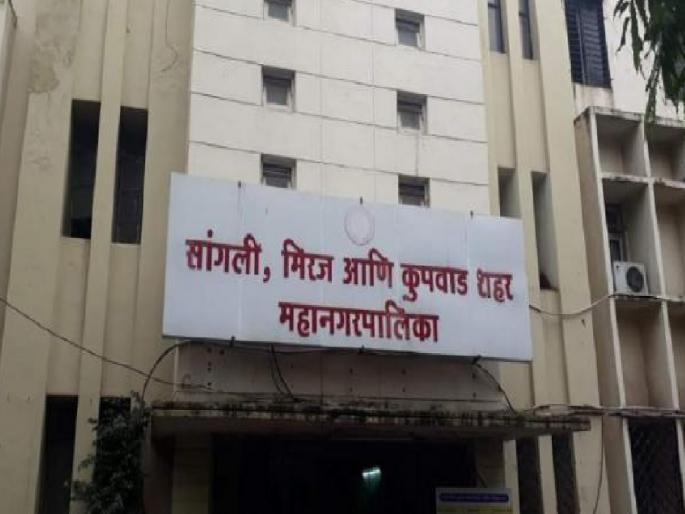 सांगली, मिरज आणि कुपवाड शहर
महानगरपालिका